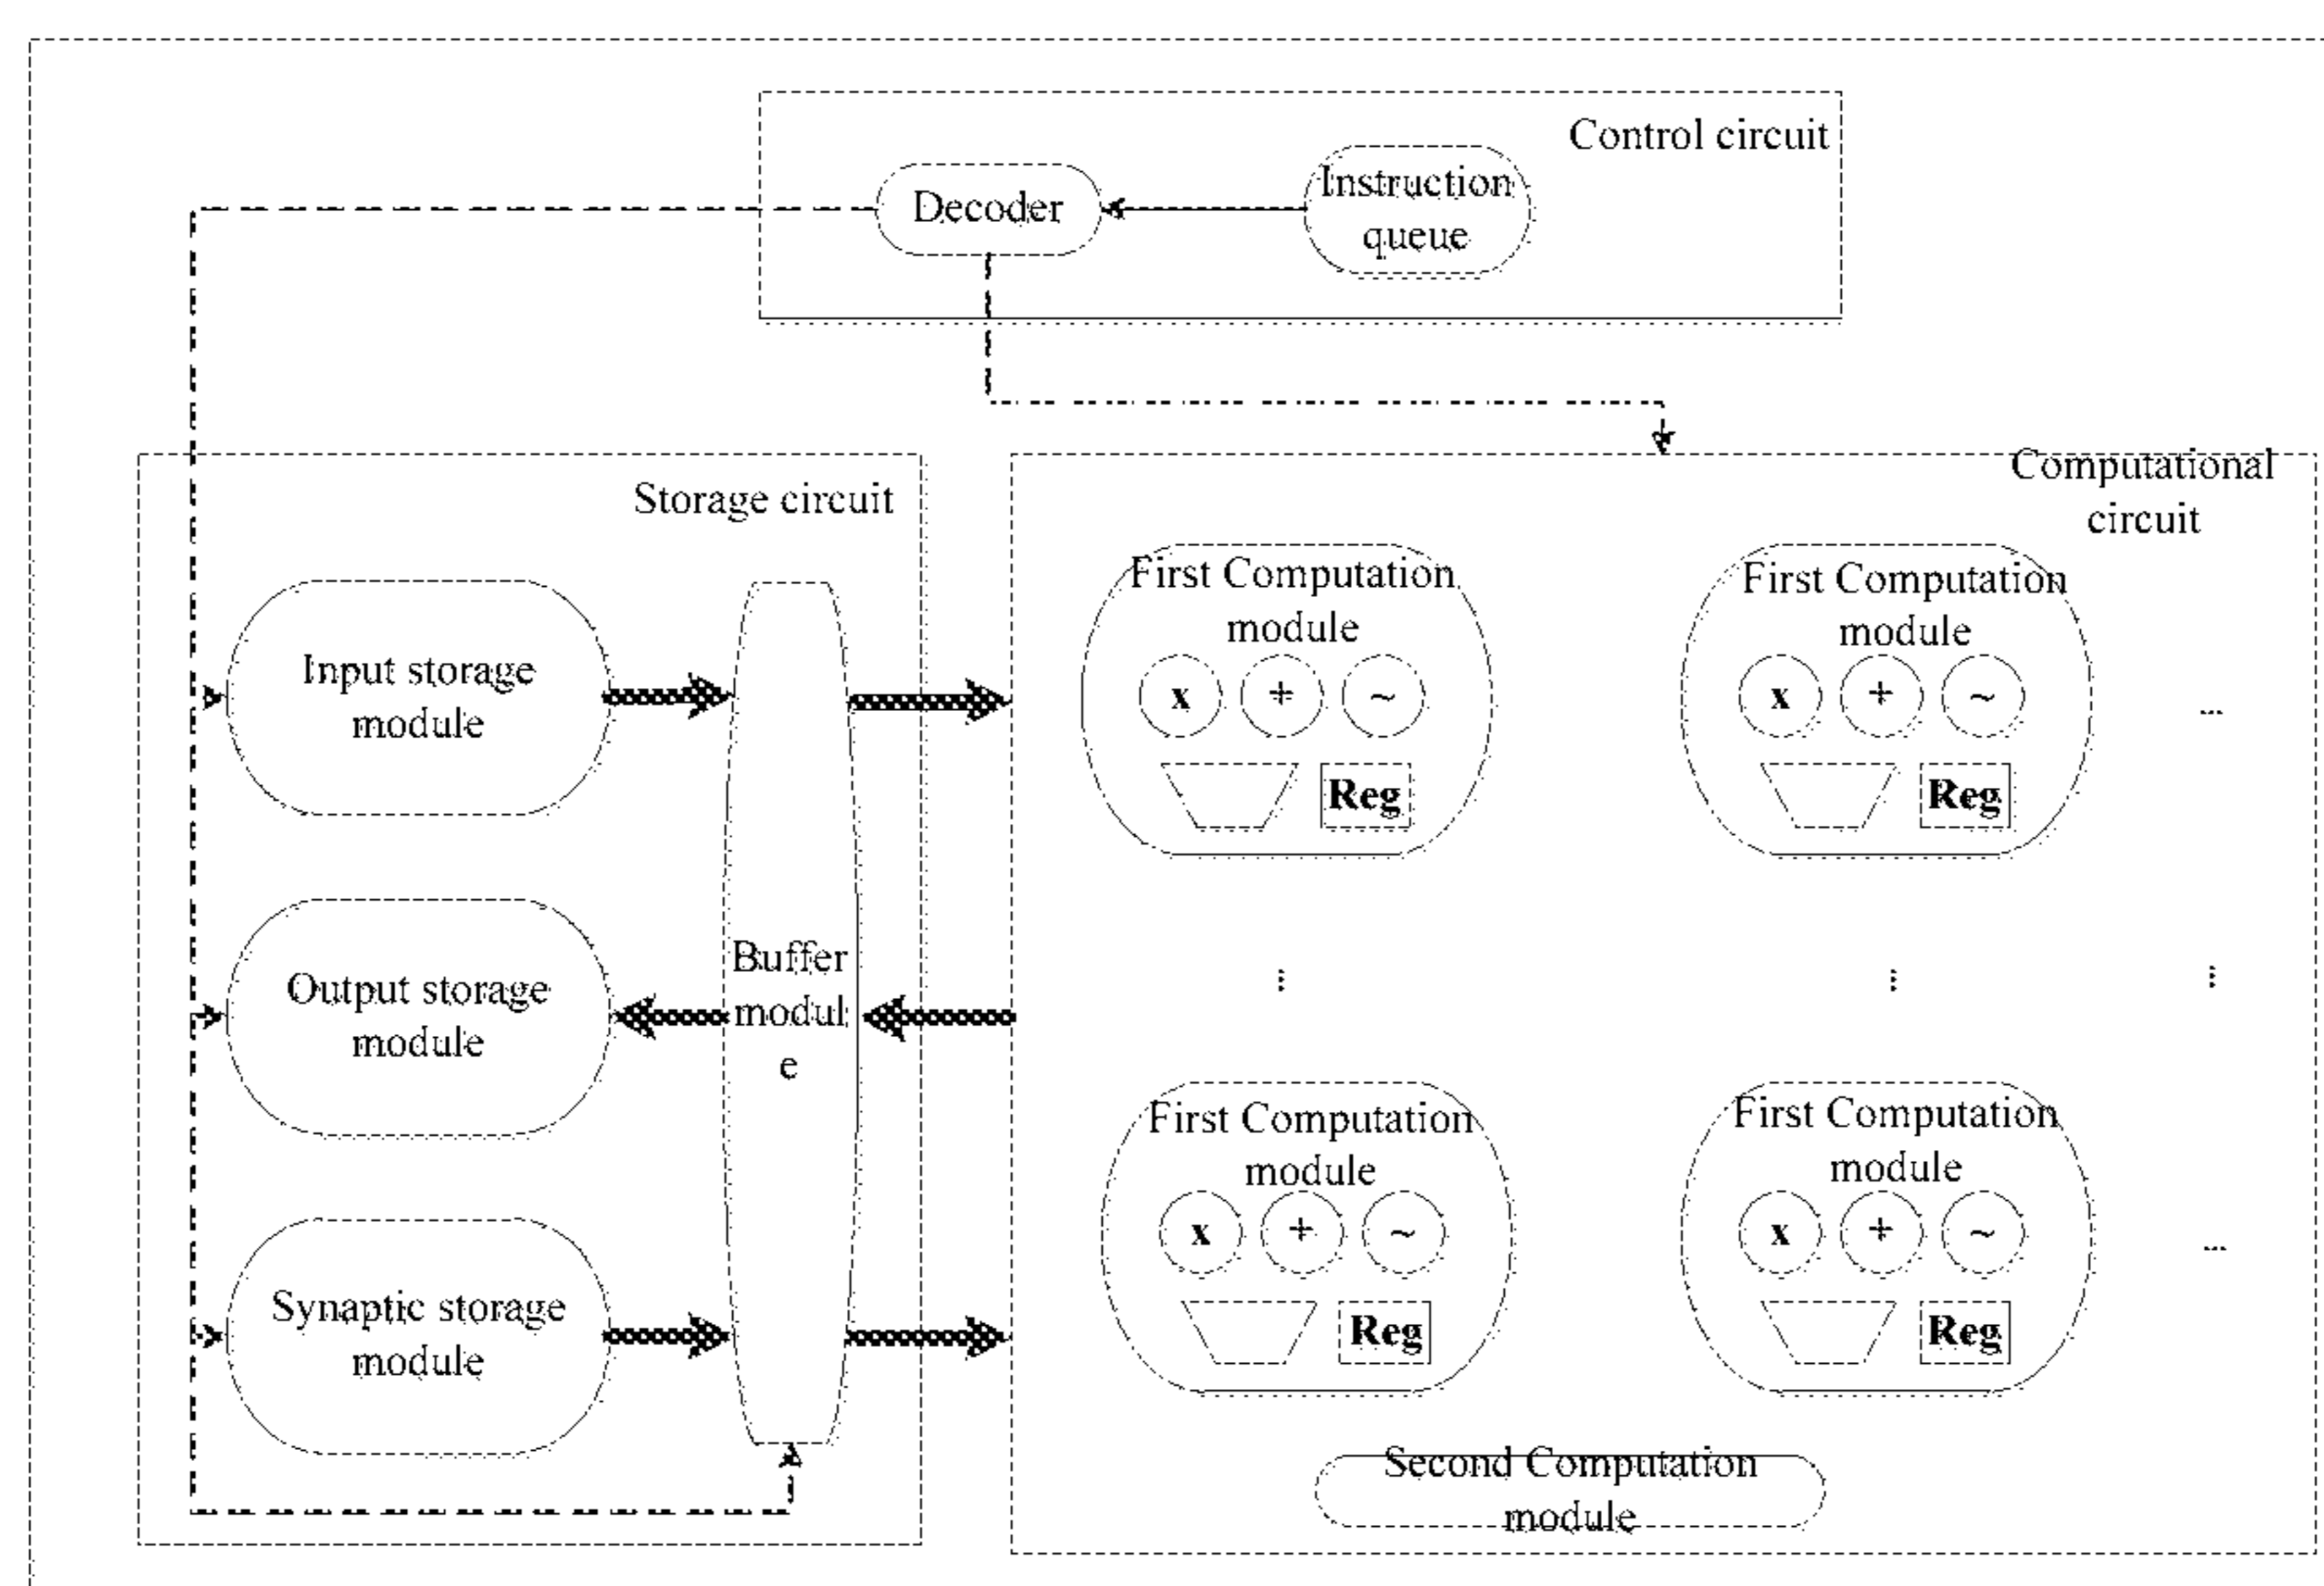 Control circuit
Decoder
Instruction
queue
Storage circuit
Computational
circuit
Input storage
module
Output storage
module
Synaptic storage
module
Buffer
modul
e
First Computation
module
x + ~
Reg
First Computation
module
x + ~
Reg
...
...
...
...
First Computation
module
x + ~
Reg
First Computation
module
x + ~
Reg
...
Second Computation
module